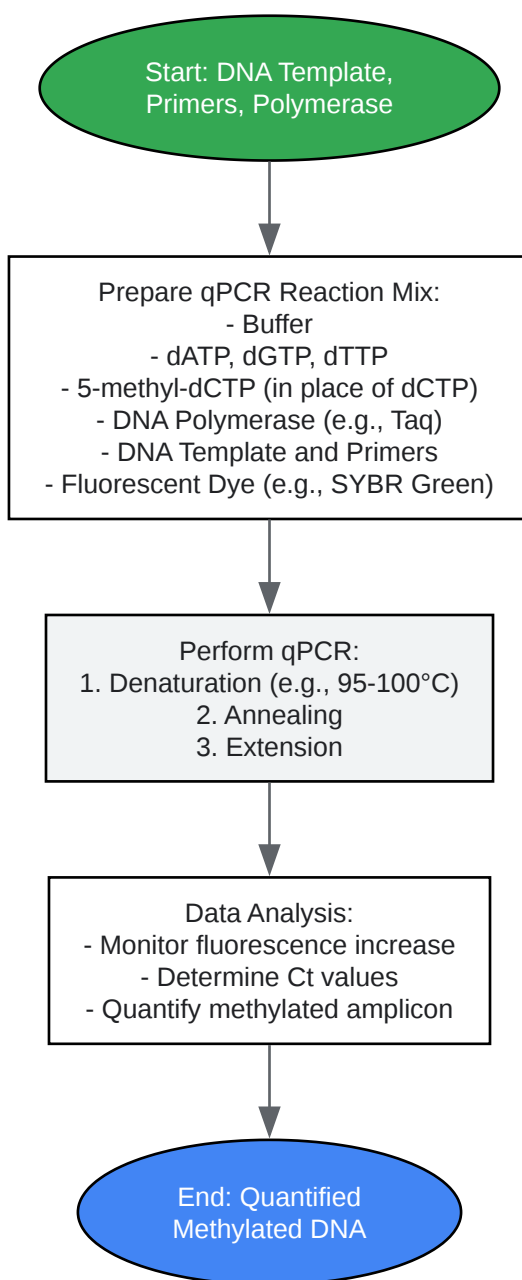 Start: DNA Template,
Primers, Polymerase
Prepare qPCR Reaction Mix:
- Buffer
- dATP, dGTP, dTTP
- 5-methyl-dCTP (in place of dCTP)
- DNA Polymerase (e.g., Taq)
- DNA Template and Primers
- Fluorescent Dye (e.g., SYBR Green)
Perform qPCR:
1. Denaturation (e.g., 95-100°C)
2. Annealing
3. Extension
Data Analysis:
- Monitor fluorescence increase
- Determine Ct values
- Quantify methylated amplicon
End: Quantified
Methylated DNA